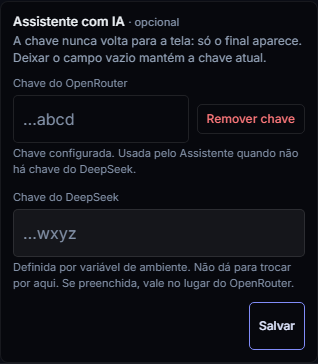 Assistente com IA · opcional
A chave nunca volta para a tela: só o final aparece.
Deixar o campo vazio mantém a chave atual.
Chave do OpenRouter
...abcd
Remover chave
Chave configurada. Usada pelo Assistente quando não
há chave do DeepSeek.
Chave do DeepSeek
...wxyz
Definida por variável de ambiente. Não dá para trocar
por aqui. Se preenchida, vale no lugar do OpenRouter.
Salvar